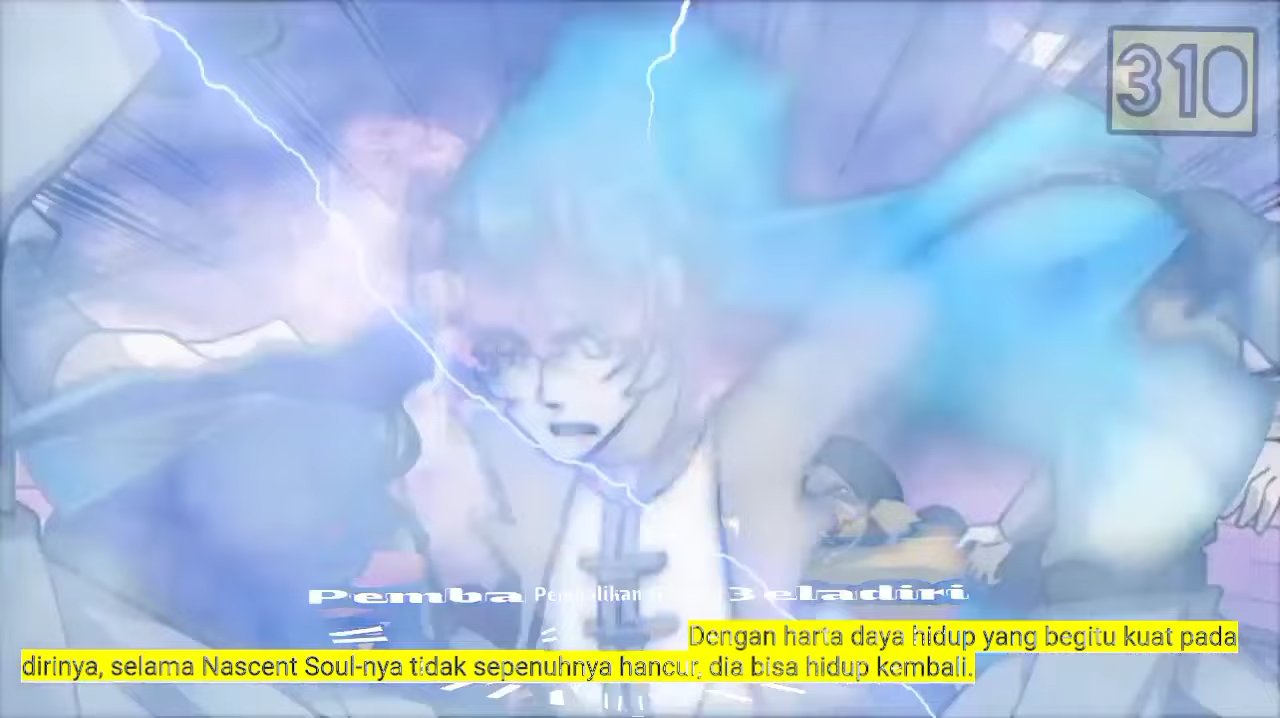 310
Pemba
eladiri
Dengan harta daya hidup yang begitu kuat pada
dirinya, selama Nascent Soul-nya tidak sepenuhnya hancur, dia bisa hidup kembali.